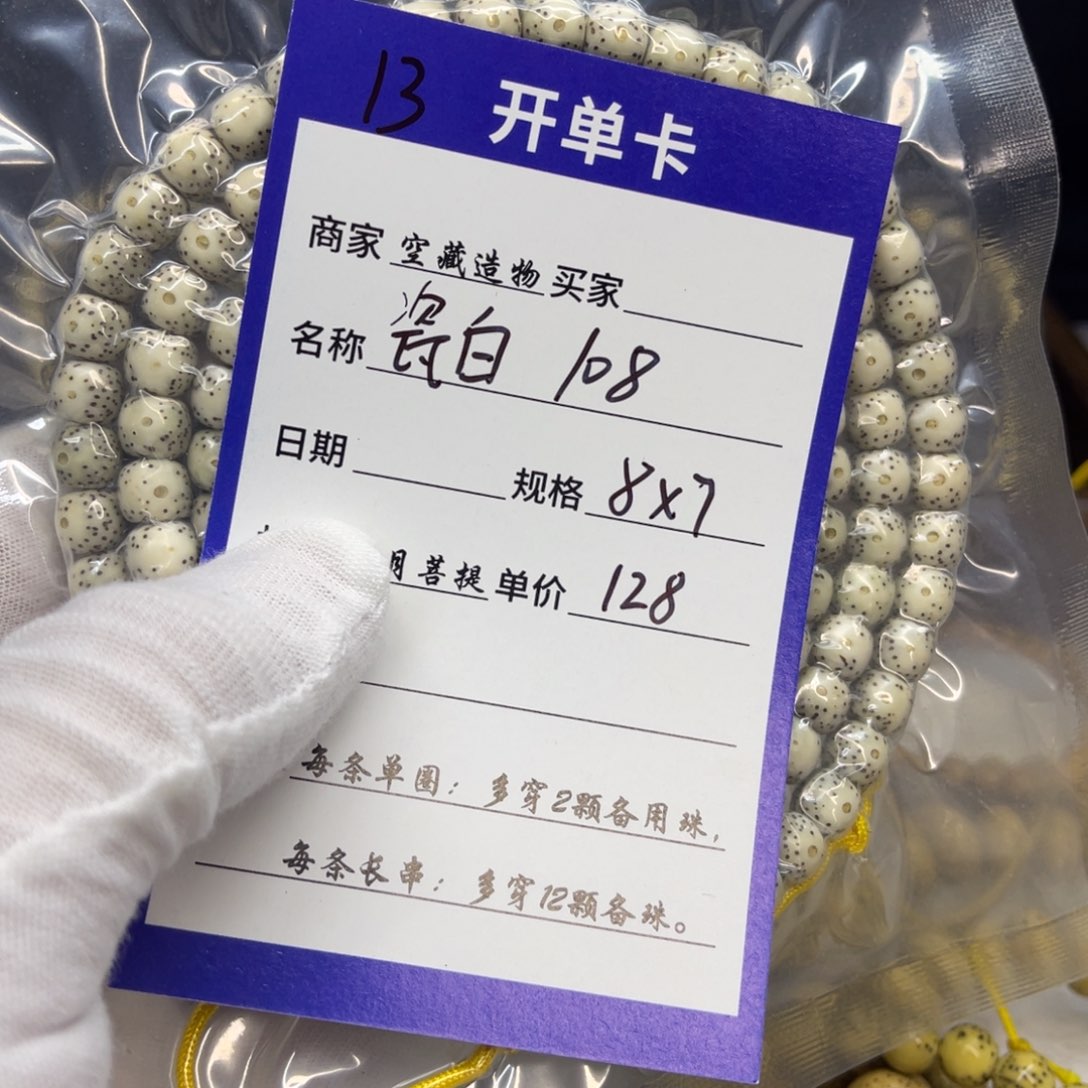 13 开单卡
商家 空藏造物 买家
名称 瓷白 108
日期 规格 8x7
月菩提 单价 128
每条单圈：多穿2颗备用珠，
每条长串：多穿12颗备珠。